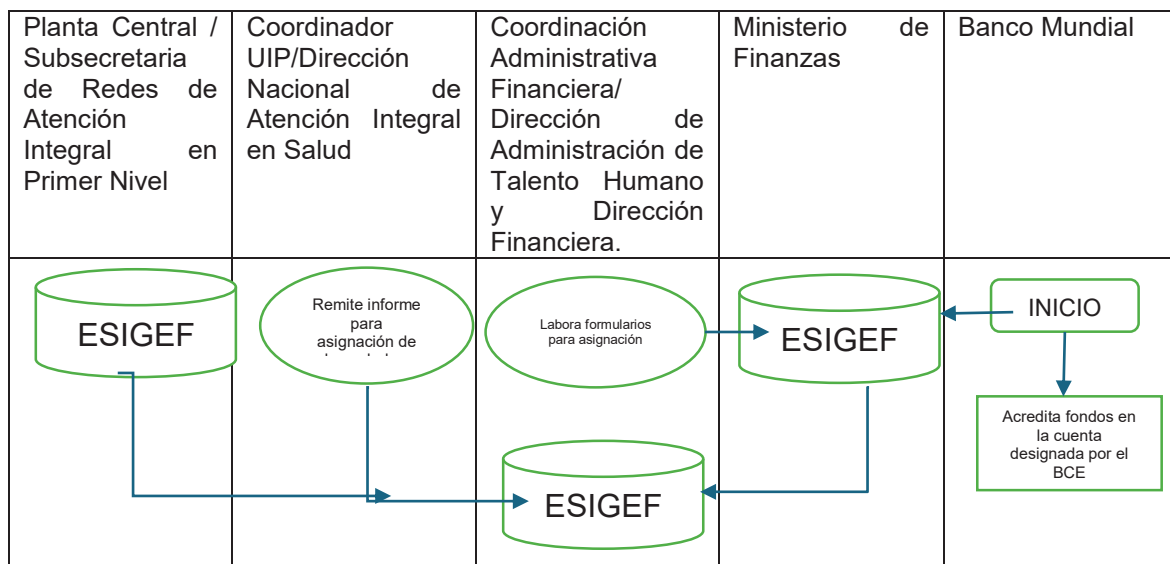 Planta Central /
Subsecretaria
de Redes de
Atención
Integral en
Primer Nivel
Coordinador
UIP/Dirección
Nacional de
Atención Integral
en Salud
Coordinación
Administrativa
Financiera/
Dirección de
Administración de
Talento Humano
y Dirección
Financiera.
Ministerio de
Finanzas
Banco Mundial
ESIGEF
Remite informe
para
asignación de
Labora formularios
para asignación
ESIGEF
INICIO
Acredita fondos en
la cuenta
designada por el
BCE
ESIGEF